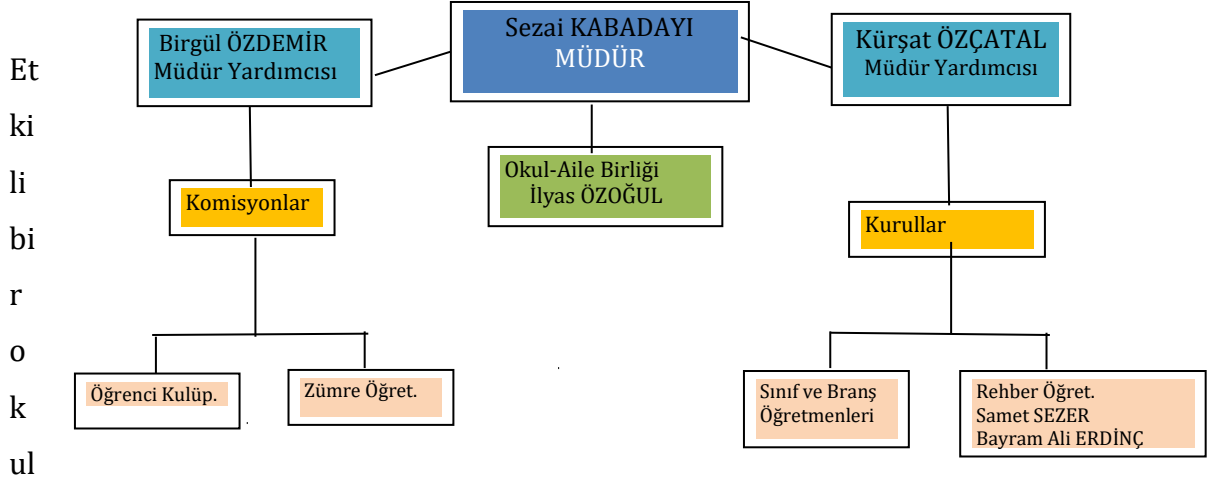 Et
ki
li
bi
r
o
k
ul
Birgül ÖZDEMİR
Müdür Yardımcısı
Sezai KABADAYI
MÜDÜR
Kürşat ÖZÇATAL
Müdür Yardımcısı
Okul-Aile Birliği
İlyas ÖZOĞUL
Komisyonlar
Kurullar
Öğrenci Kulüp.
Zümre Öğret.
Sınıf ve Branş
Öğretmenleri
Rehber Öğret.
Samet SEZER
Bayram Ali ERDİNÇ